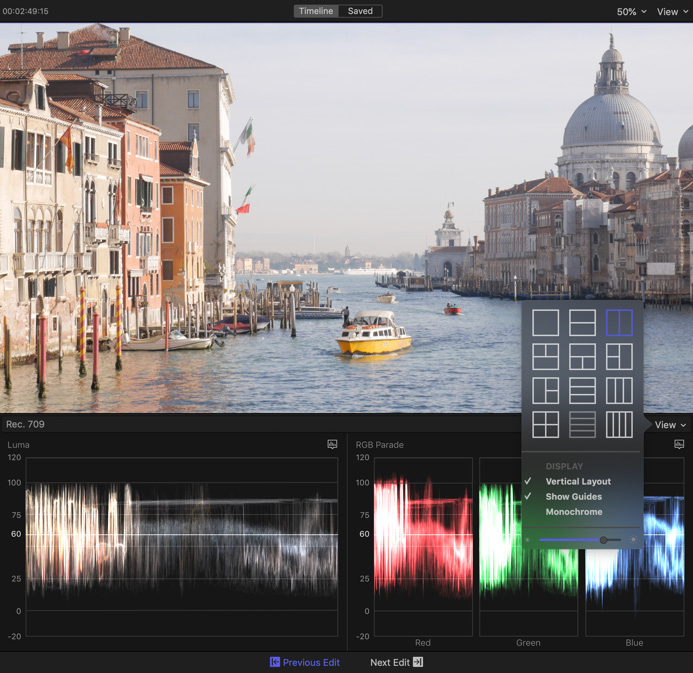 00:02:49:15 Timeline Saved 50% View
Rec. 709 View
Luma RGB Parade
120 120
100 100
75 75
60 60
25 25
0 0
-20 -20
DISPLAY
Vertical Layout
Show Guides
Monochrome
Red Green Blue
Previous Edit Next Edit